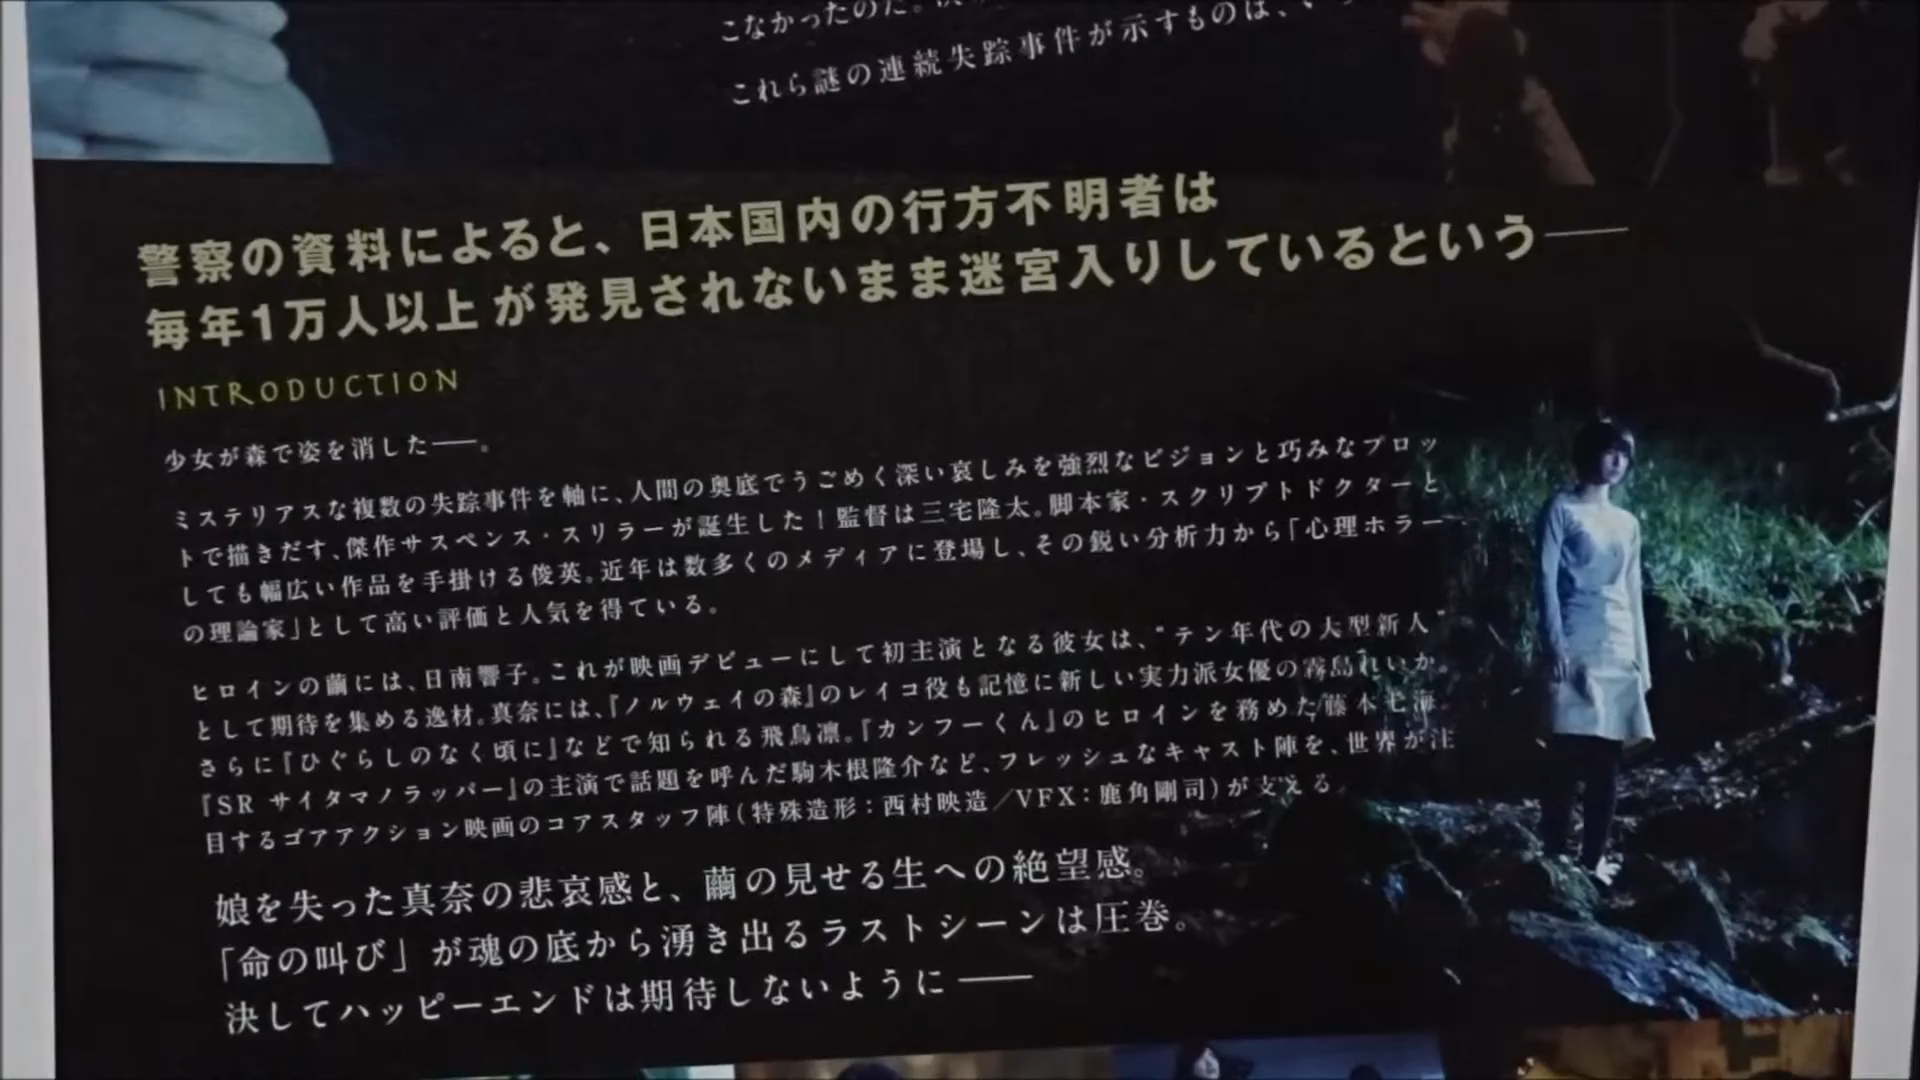 こなかったのだ。
これら謎の連続失踪事件が示すものは、い
警察の資料によると、日本国内の行方不明者は
毎年1万人以上が発見されないまま迷宮入りしているという――
INTRODUCTION
少女が森で姿を消した――。
ミステリアスな複数の失踪事件を軸に、人間の奥底でうごめく深い哀しみを強烈なビジョンと巧みなプロッ
トで描きだす、傑作サスペンス・スリラーが誕生した!監督は三宅隆太。脚本家・スクリプトドクターと
しても幅広い作品を手掛ける俊英。近年は数多くのメディアに登場し、その鋭い分析力から「心理ホラー
の理論家」として高い評価と人気を得ている。
ヒロインの繭には、日南響子。これが映画デビューにして初主演となる彼女は、“テン年代の大型新人”
として期待を集める逸材。真奈には、『ノルウェイの森』のレイコ役も記憶に新しい実力派女優の霧島れいか。
さらに『ひぐらしのなく頃に』などで知られる飛鳥凛。『カンフーくん』のヒロインを務めた藤本七海
『SR サイタマノラッパー』の主演で話題を呼んだ駒木根隆介など、フレッシュなキャスト陣を、世界が注
目するゴアアクション映画のコアスタッフ陣(特殊造形:西村映造/VFX:鹿角剛司)が支える。
娘を失った真奈の悲哀感と、繭の見せる生への絶望感。
「命の叫び」が魂の底から湧き出るラストシーンは圧巻。
決してハッピーエンドは期待しないように――